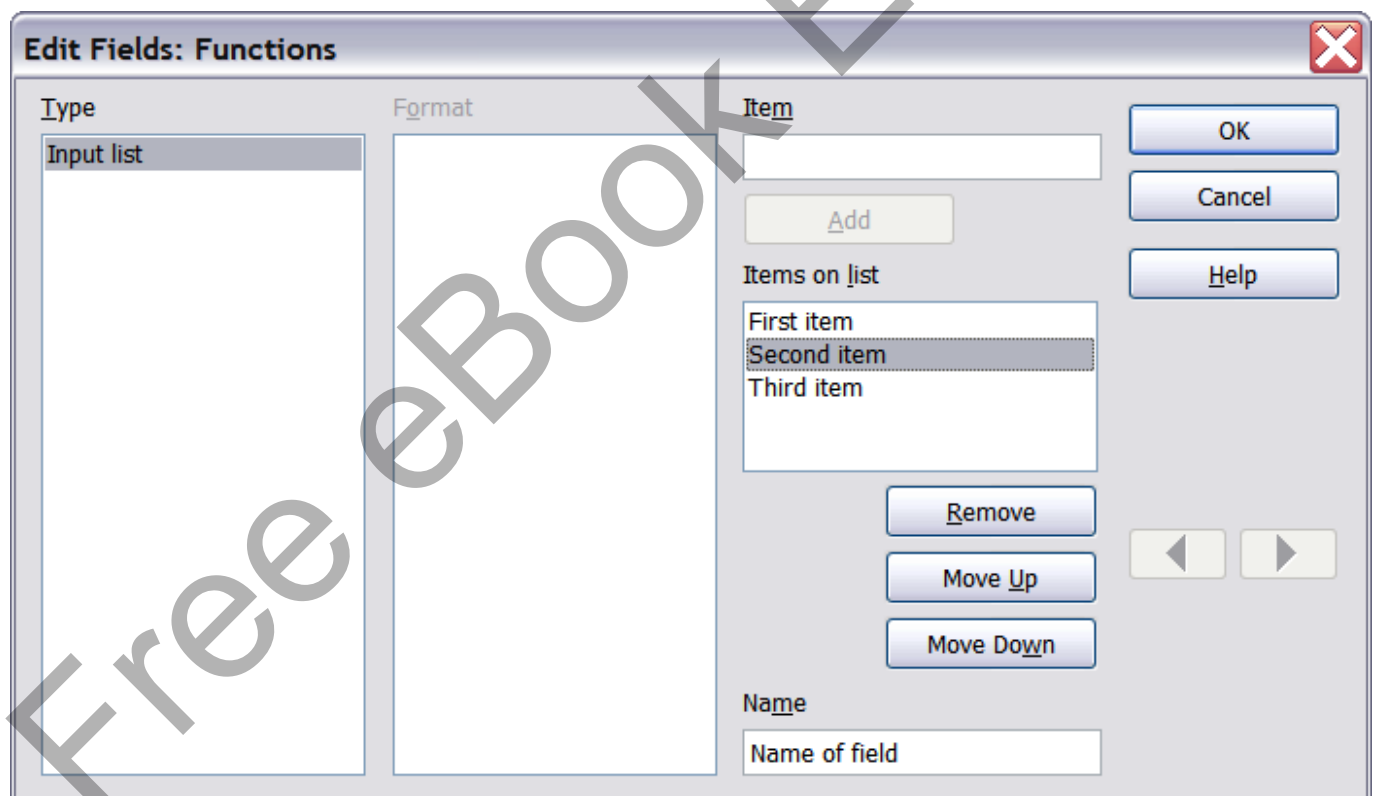 Edit Fields: Functions
Type
Input list
Format
Item
Add
Items on list
First item
Second item
Third item
Remove
Move Up
Move Down
Name
Name of field
OK
Cancel
Help
Free eBook